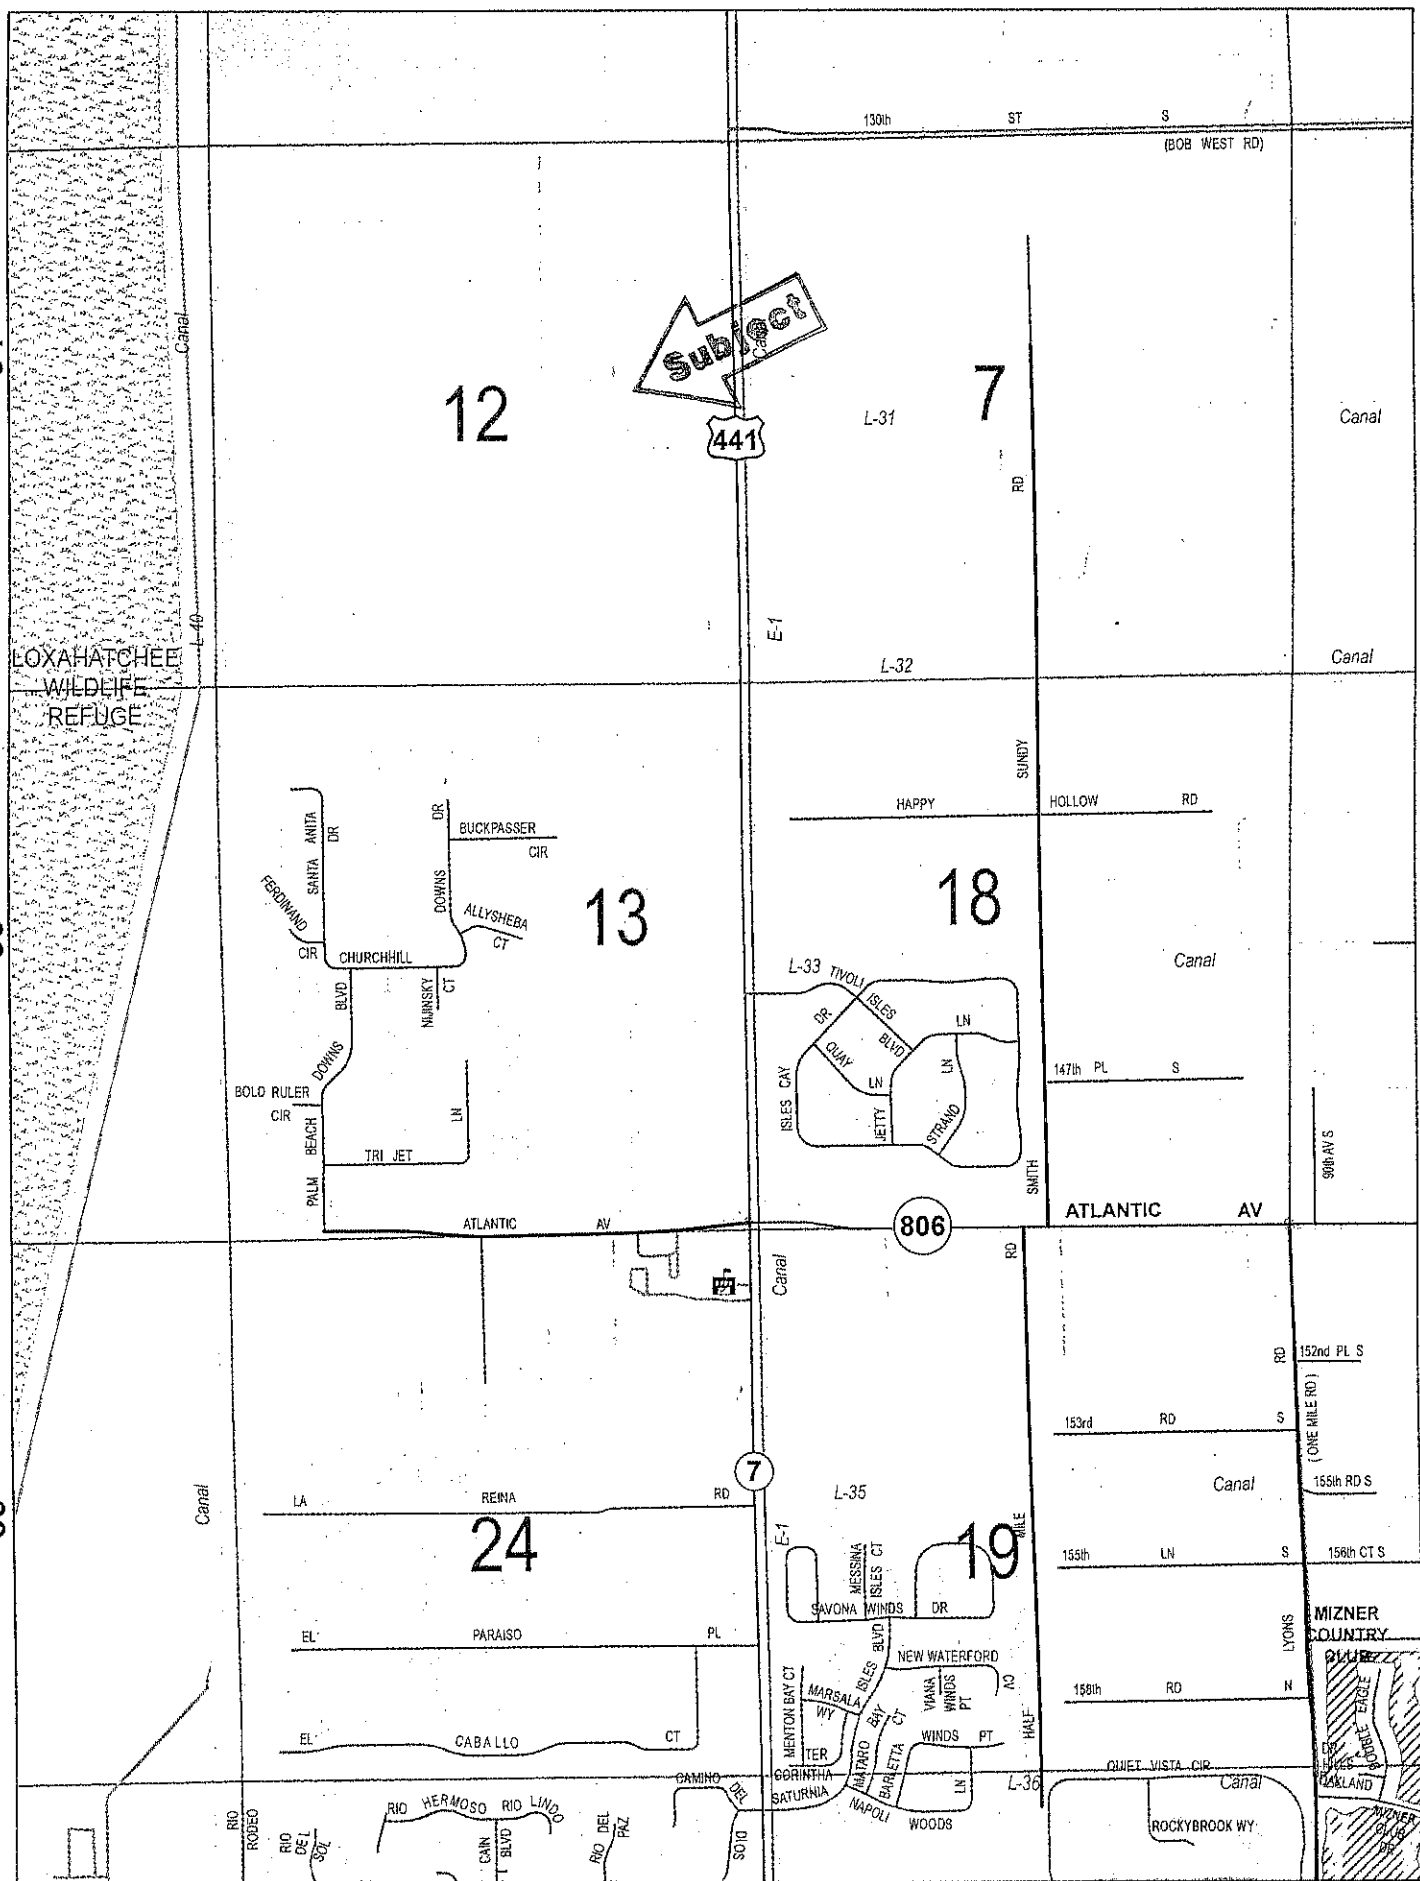 130th ST S
(BOB WEST RD)
Canal
Subject
Canal
12
7
441
L-31
Canal
RD
L-40
E-1
LOXAHATCHEE
WILDLIFE
REFUGE
L-32
Canal
SUNDY
HAPPY HOLLOW RD
SANTA ANITA DR
DOWNS DR
BUCKPASSER
CIR
FERDINAND
CIR
ALLYSHEBA
CT
13
18
CHURCHHILL
DOWNS BLVD
NIJINSKY
CT
L-33
TIVOLI ISLES BLVD
Canal
DR
LN
QUAY
LN
LN
ISLES CAY
JETTY
STRAND
147th PL S
BOLD RULER
CIR
PALM BEACH
TRI JET
LN
90th AV S
SMITH
ATLANTIC AV
806
ATLANTIC AV
RD
Canal
RD
152nd PL S
(ONE MILE RD)
153rd RD S
7
L-35
Canal
155th RD S
Canal
LA REINA RD
24
E-1
19
MILE
MESSINA
ISLES CT
155th LN S
156th CT S
SAVONA WINDS DR
MIZNER
COUNTRY
CLUB
LYONS
EL PARAISO PL
ISLES BLVD
NEW WATERFORD
CV
MENTON BAY CT
MARSALA
WY
VIANA
WINDS
PT
158th RD N
DOUBLE EAGLE
EL CABALLO CT
TER
MATARO BAY
BARLETTA CT
WINDS PT
HALF
CORINTHA
QUIET VISTA CIR
L-36
Canal
OAKLAND
HILLS
DR
CAMINO DEL
SATURNIA
LN
NAPOLI
WOODS
RIO
RODEO
RIO HERMOSO
RIO LINDO
RIO
DEL
SOL
CAIN
BLVD
RIO DEL
PAZ
DIOS
ROCKYBROOK WY
MIZNER
CLUB
DR